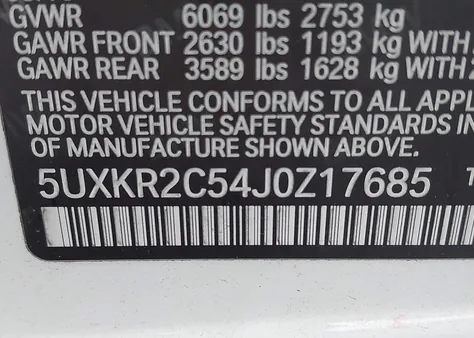 GVWR 6069 lbs 2753 kg
GAWR FRONT 2630 lbs 1193 kg WITH
GAWR REAR 3589 lbs 1628 kg WITH
THIS VEHICLE CONFORMS TO ALL APPL
MOTOR VEHICLE SAFETY STANDARDS IN
OF MANUFACTURE SHOWN ABOVE.
5UXKR2C54J0Z17685